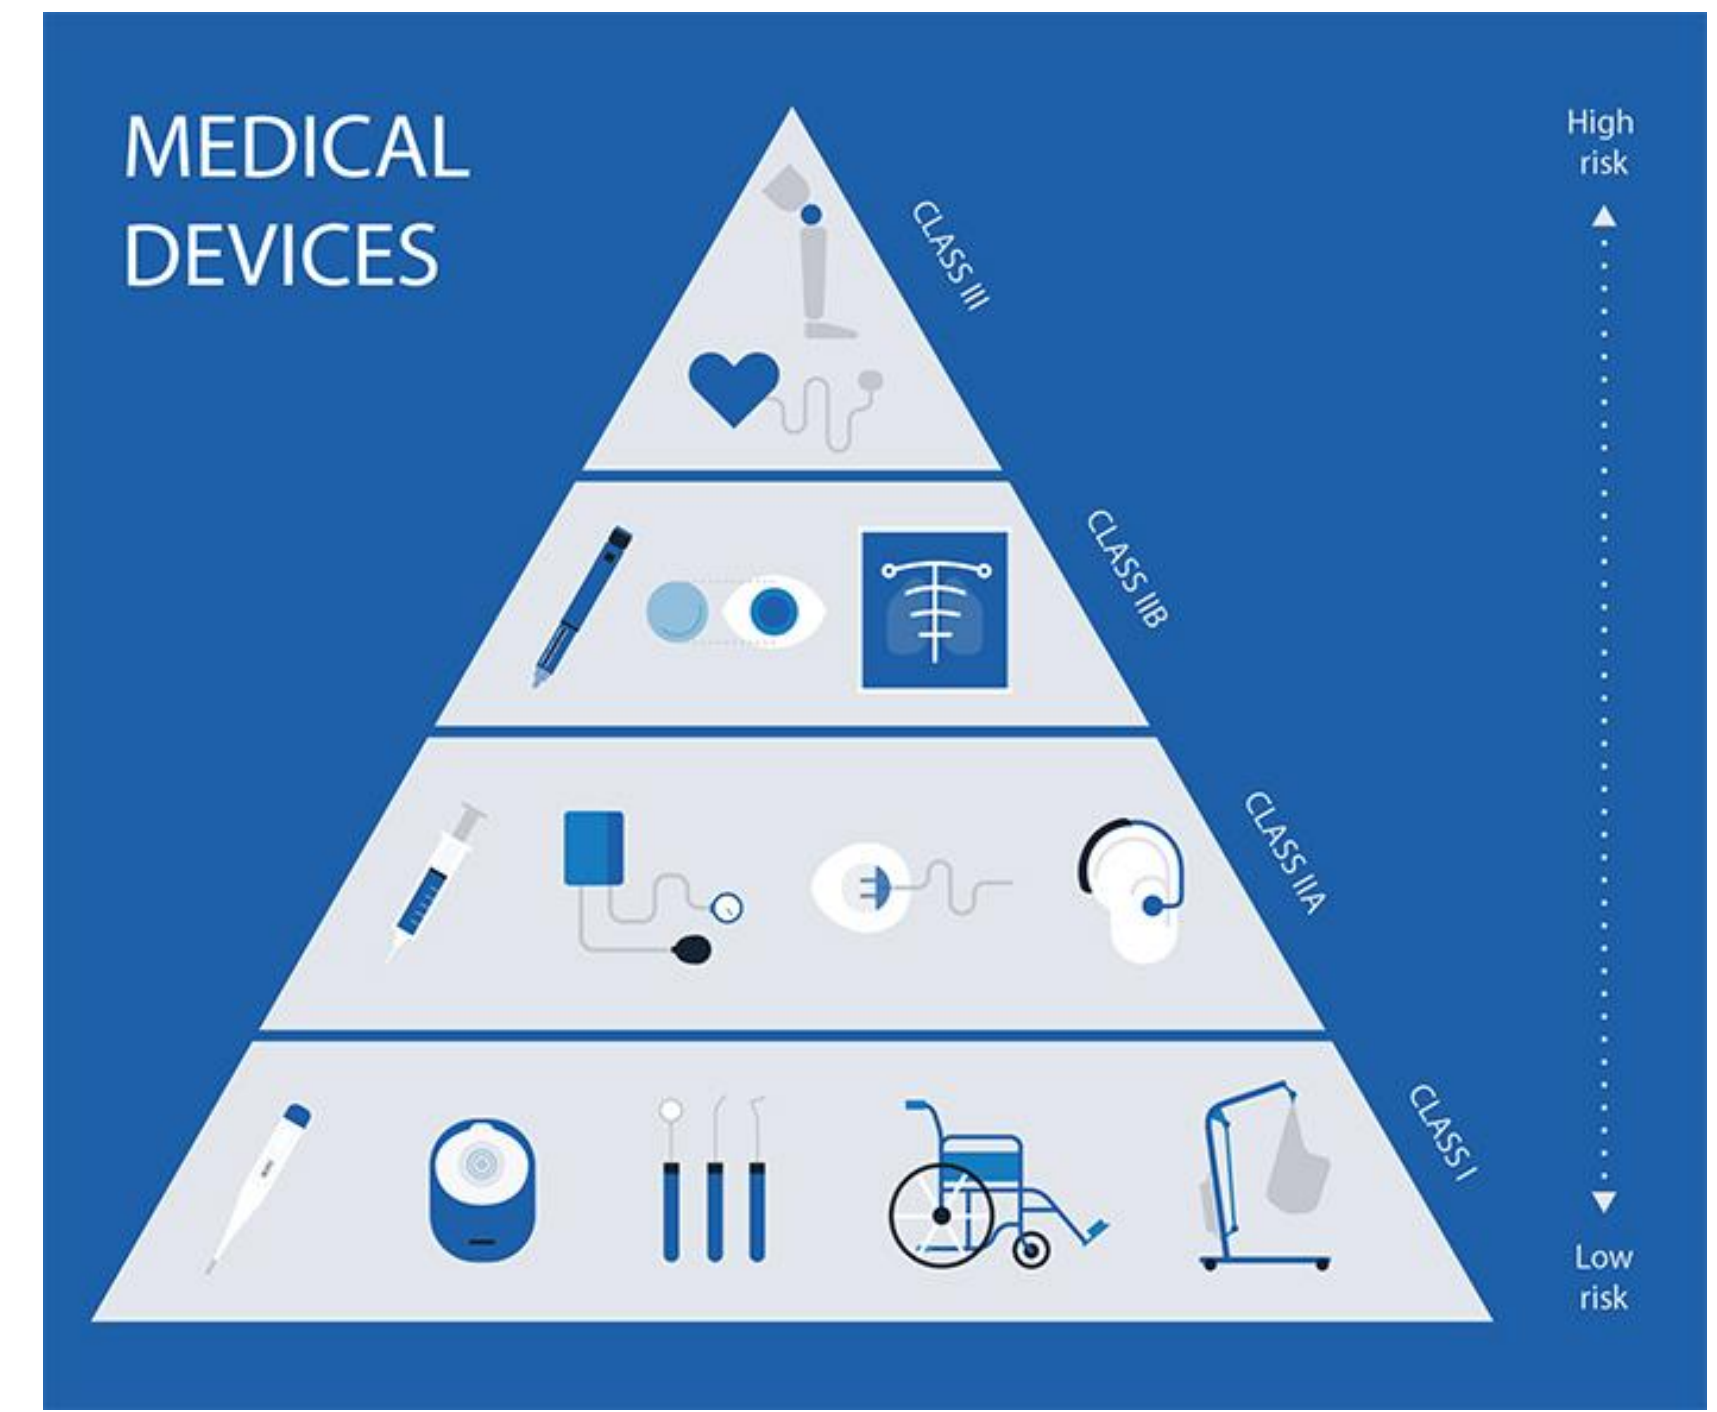 MEDICAL
DEVICES
High
risk
CLASS III
CLASS IIB
CLASS IIA
CLASS I
Low
risk